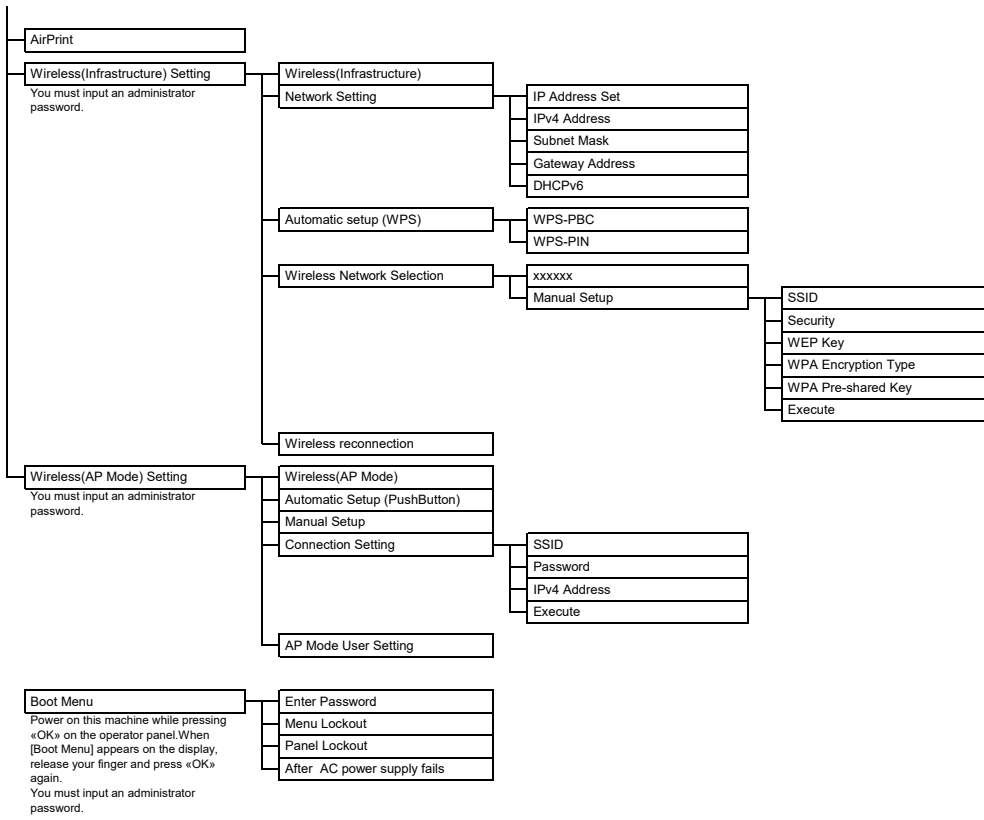 AirPrint
Wireless(Infrastructure) Setting
You must input an administrator
password.
Wireless(Infrastructure)
Network Setting
IP Address Set
IPv4 Address
Subnet Mask
Gateway Address
DHCPv6
Automatic setup (WPS)
WPS-PBC
WPS-PIN
Wireless Network Selection
xxxxxx
Manual Setup
SSID
Security
WEP Key
WPA Encryption Type
WPA Pre-shared Key
Execute
Wireless reconnection
Wireless(AP Mode) Setting
You must input an administrator
password.
Wireless(AP Mode)
Automatic Setup (PushButton)
Manual Setup
Connection Setting
SSID
Password
IPv4 Address
Execute
AP Mode User Setting
Boot Menu
Power on this machine while pressing
«OK» on the operator panel.When
[Boot Menu] appears on the display,
release your finger and press «OK»
again.
You must input an administrator
password.
Enter Password
Menu Lockout
Panel Lockout
After  AC power supply fails